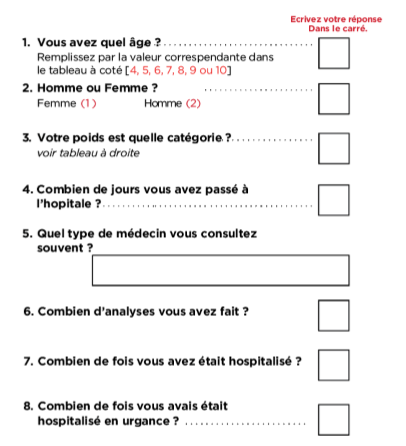 Ecrivez votre réponse
Dans le carré.
1. Vous avez quel âge ?
Remplissez par la valeur correspendante dans
le tableau à coté [4, 5, 6, 7, 8, 9 ou 10]
2. Homme ou Femme ?
Femme (1) Homme (2)
3. Votre poids est quelle catégorie ?
voir tableau à droite
4. Combien de jours vous avez passé à
l'hopitale ?
5. Quel type de médecin vous consultez
souvent ?
6. Combien d'analyses vous avez fait ?
7. Combien de fois vous avez était hospitalisé ?
8. Combien de fois vous avais était
hospitalisé en urgance ?